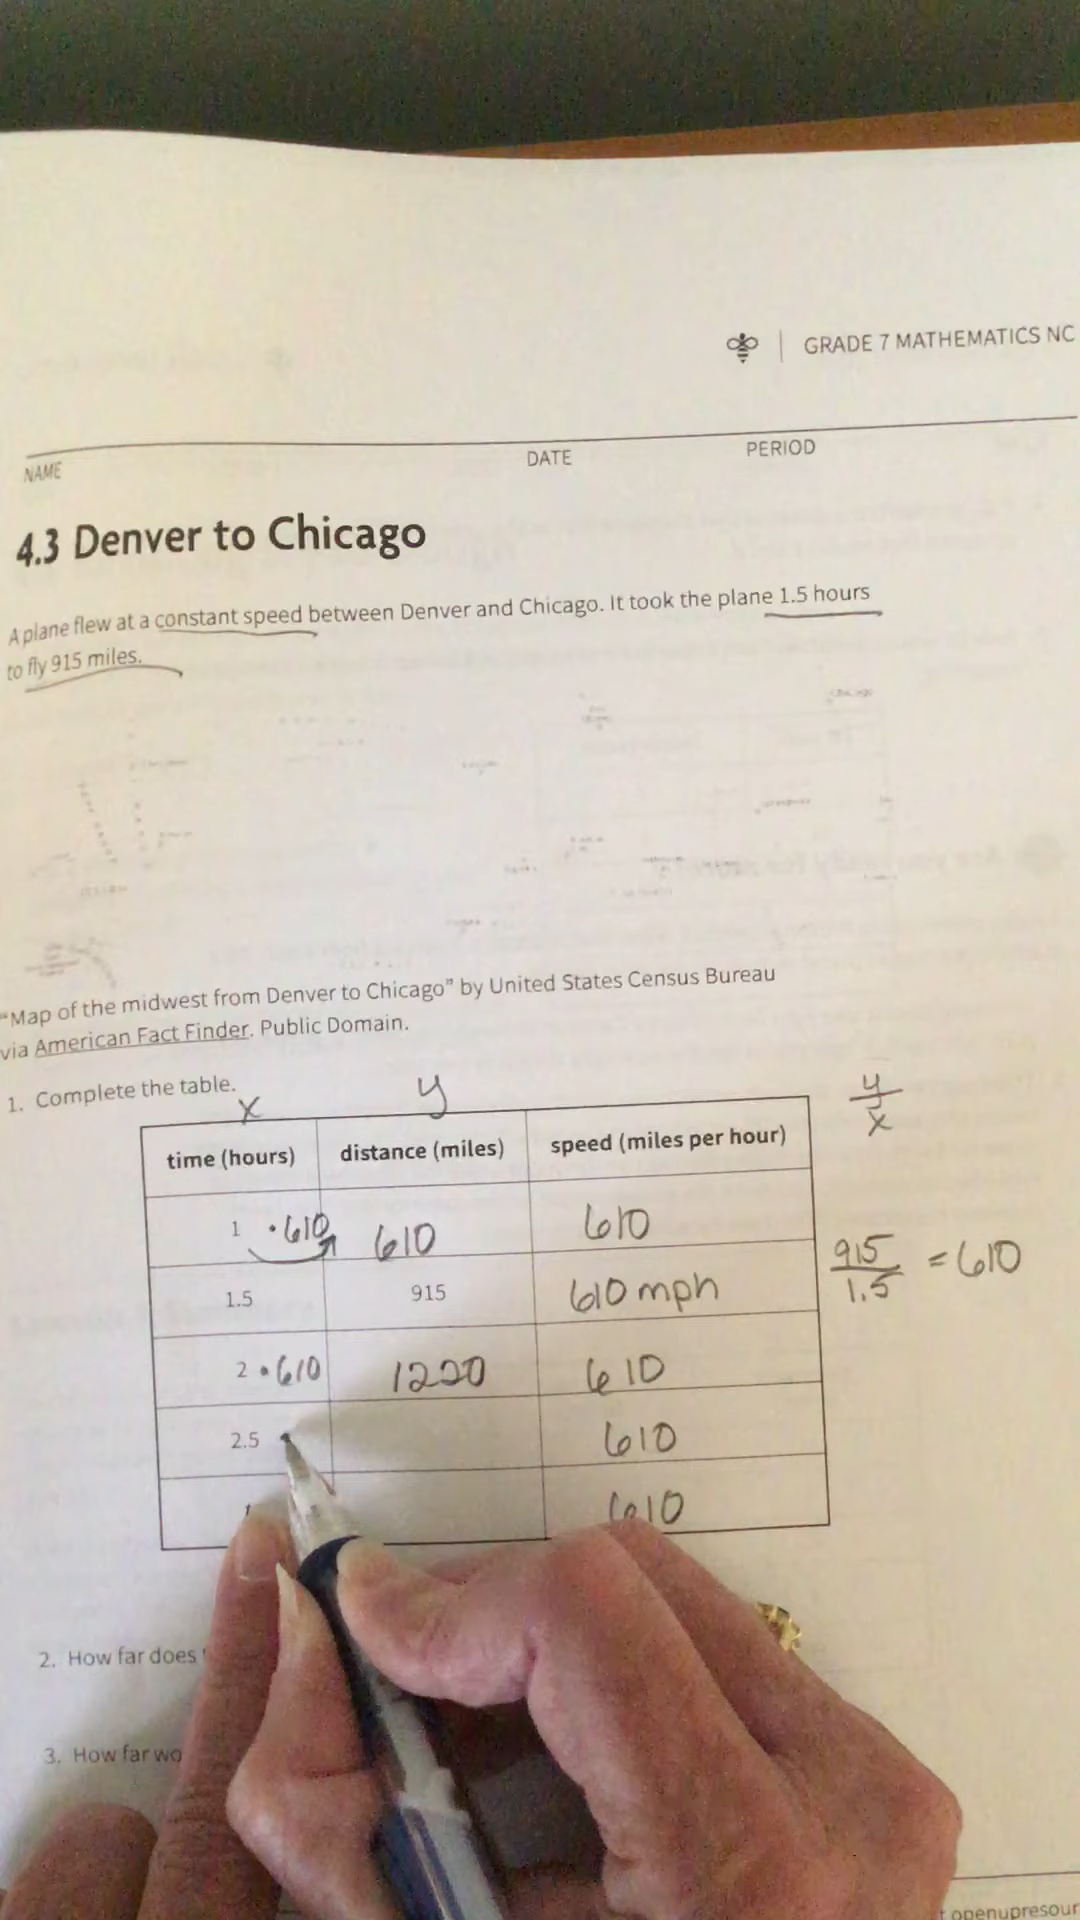 GRADE 7 MATHEMATICS NC
NAME DATE PERIOD
4.3 Denver to Chicago
A plane flew at a constant speed between Denver and Chicago. It took the plane 1.5 hours
to fly 915 miles.
"Map of the midwest from Denver to Chicago" by United States Census Bureau
via American Fact Finder. Public Domain.
1. Complete the table.
x y y/x
time (hours) distance (miles) speed (miles per hour)
1 •610 610 610
1.5 915 610 mph 915/1.5 = 610
2 •610 1220 610
2.5 610
610
2. How far does
3. How far wo